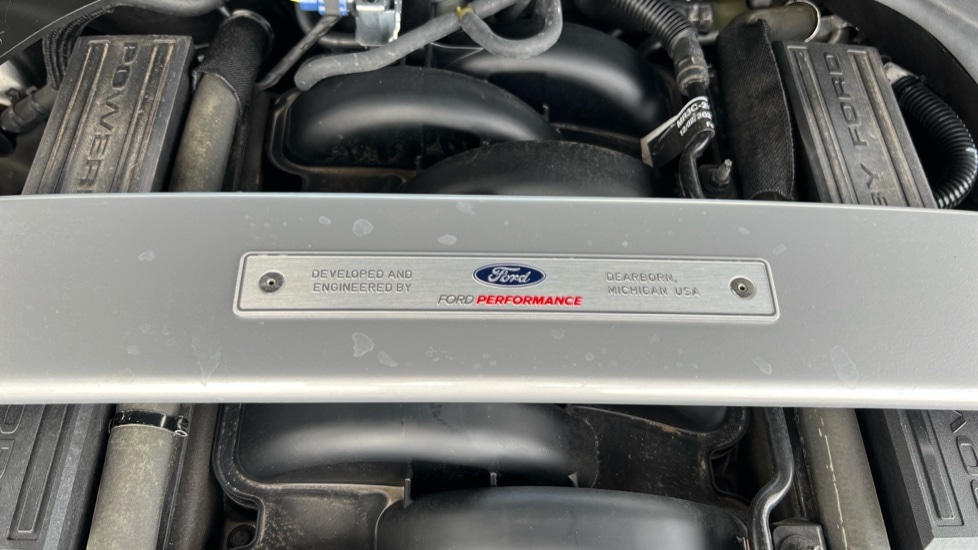 POWER
BY FORD
DEVELOPED AND
ENGINEERED BY
Ford
FORD PERFORMANCE
DEARBORN,
MICHIGAN USA